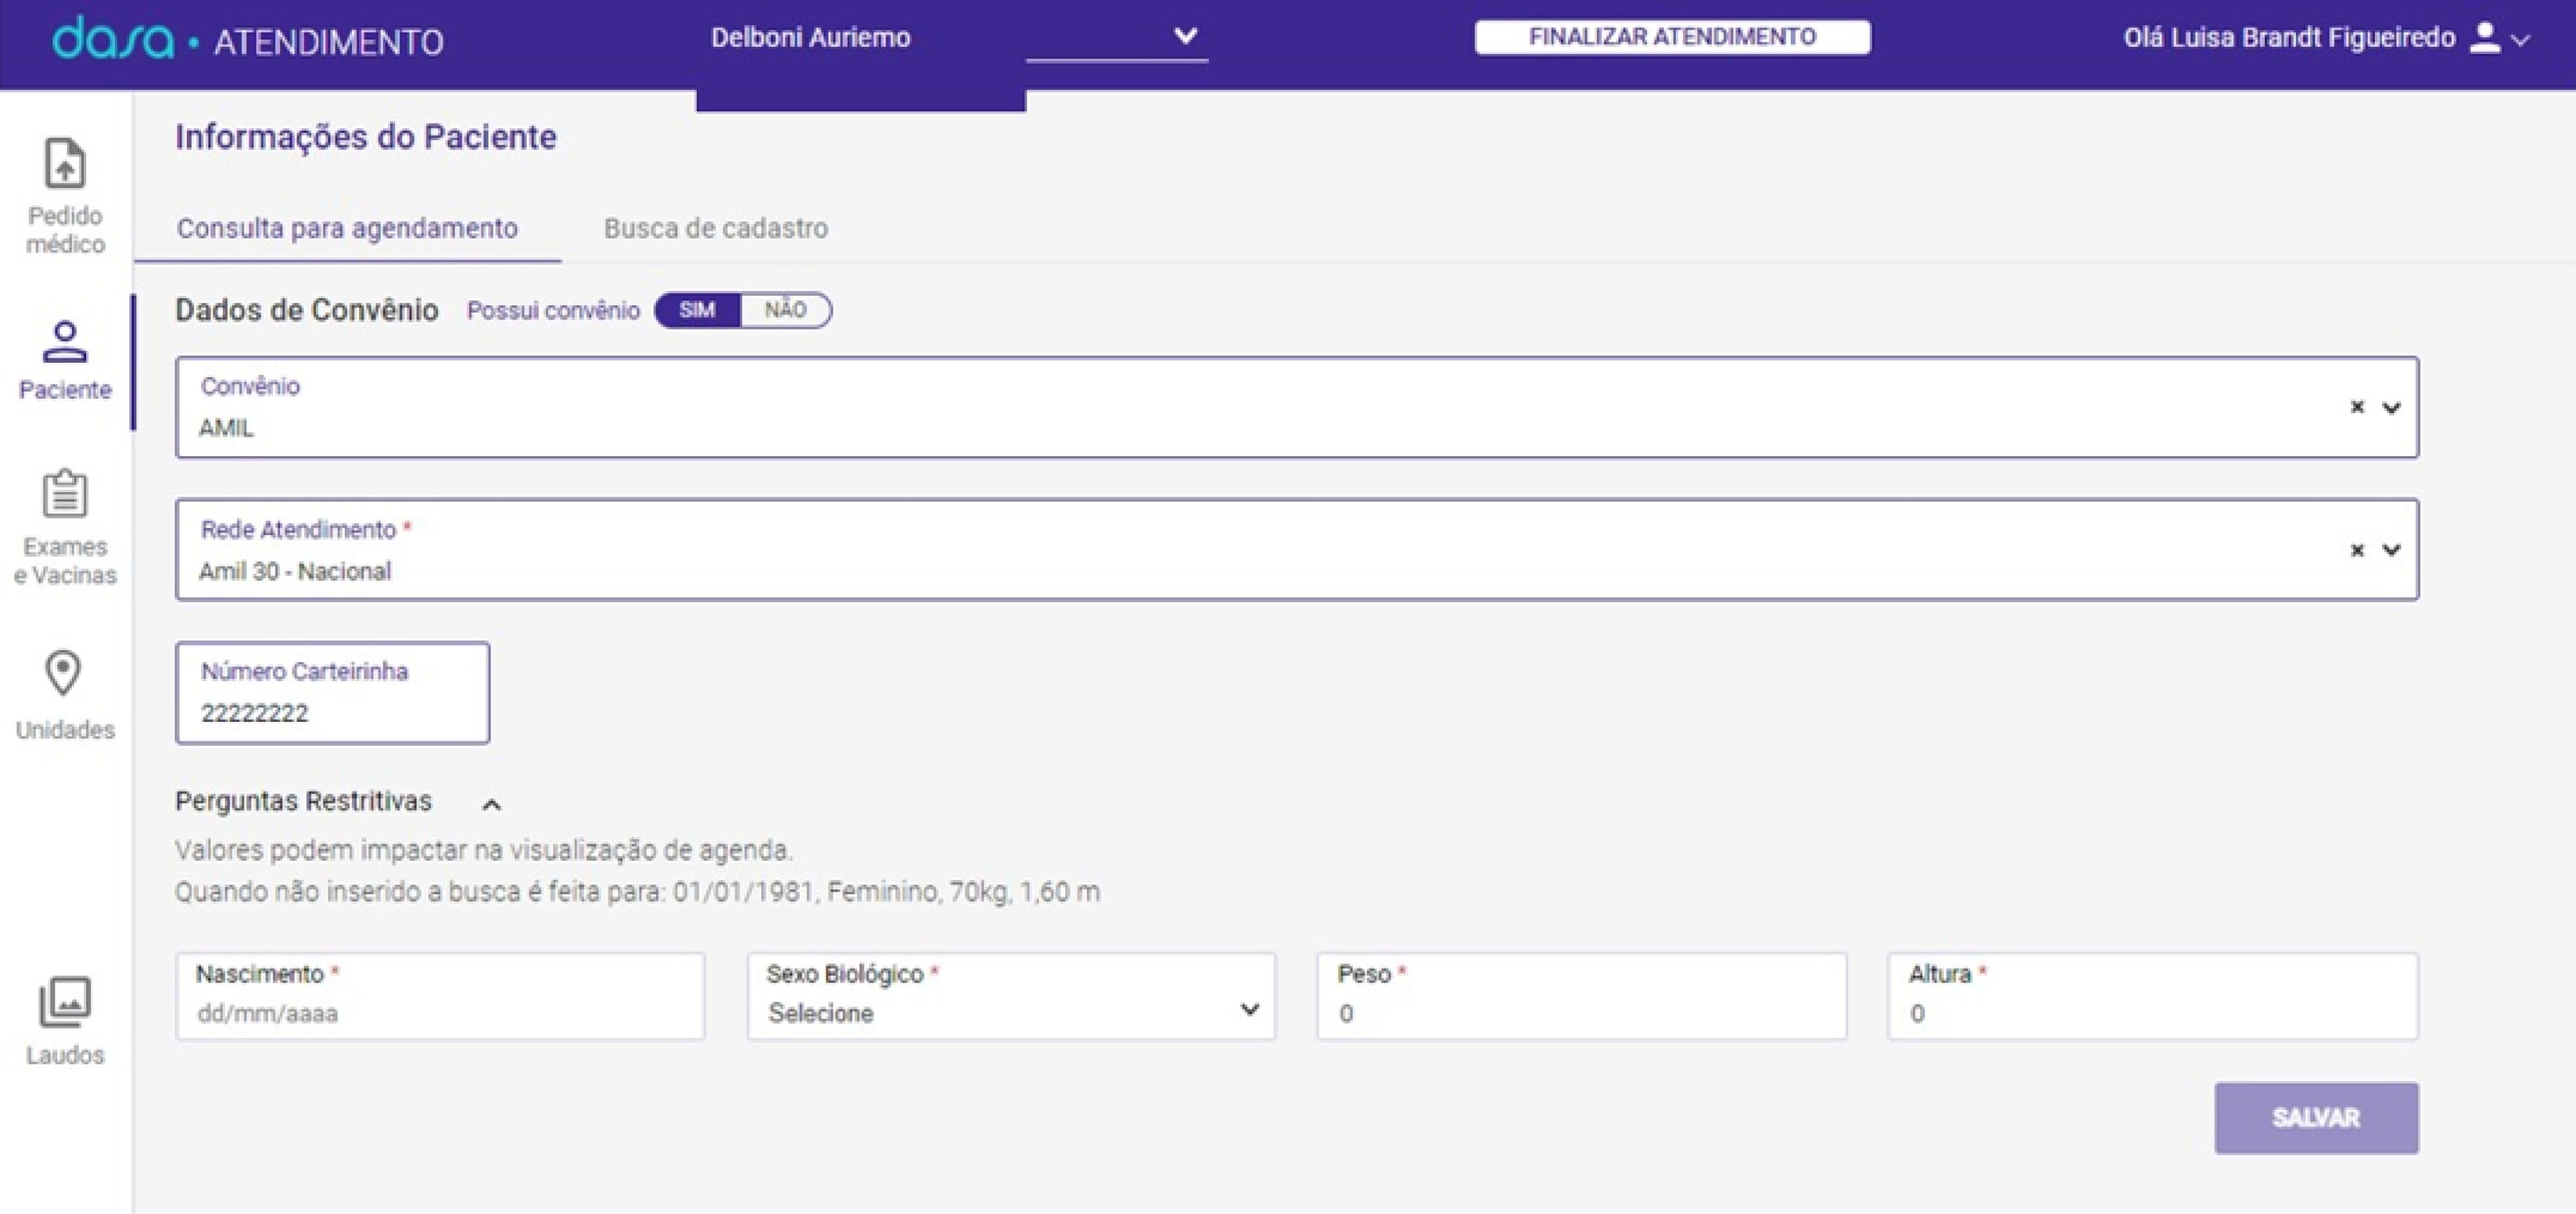 dasa • ATENDIMENTO
Delboni Auriemo
FINALIZAR ATENDIMENTO
Olá Luisa Brandt Figueiredo
Pedido
médico
Paciente
Exames
e Vacinas
Unidades
Laudos
Informações do Paciente
Consulta para agendamento
Busca de cadastro
Dados de Convênio
Possui convênio
SIM
NÃO
Convênio
AMIL
Rede Atendimento *
Amil 30 - Nacional
Número Carteirinha
22222222
Perguntas Restritivas
Valores podem impactar na visualização de agenda.
Quando não inserido a busca é feita para: 01/01/1981, Feminino, 70kg, 1,60 m
Nascimento *
dd/mm/aaaa
Sexo Biológico *
Selecione
Peso *
0
Altura *
0
SALVAR